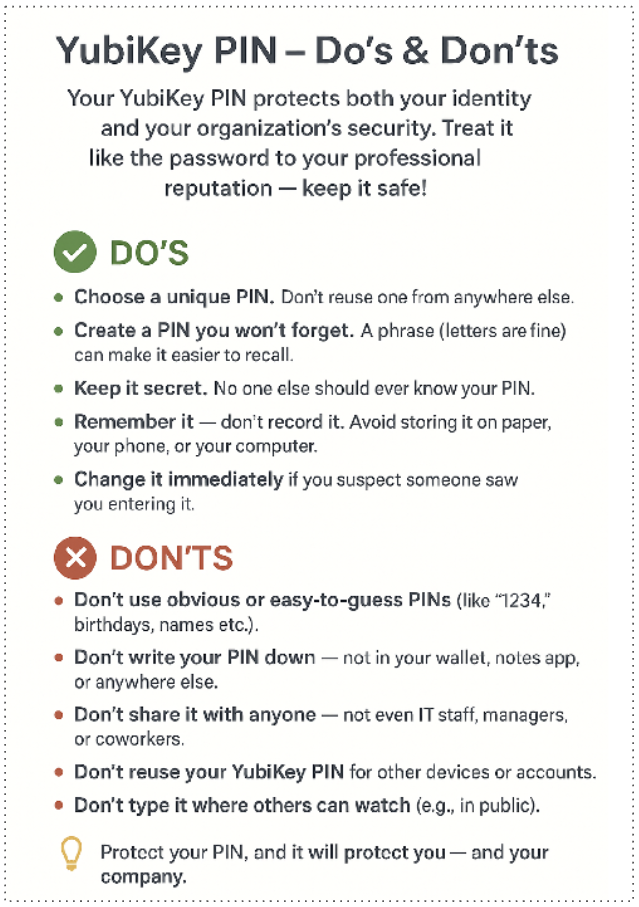 YubiKey PIN – Do's & Don'ts
Your YubiKey PIN protects both your identity
and your organization's security. Treat it
like the password to your professional
reputation — keep it safe!
DO'S
• Choose a unique PIN. Don't reuse one from anywhere else.
• Create a PIN you won't forget. A phrase (letters are fine)
can make it easier to recall.
• Keep it secret. No one else should ever know your PIN.
• Remember it — don't record it. Avoid storing it on paper,
your phone, or your computer.
• Change it immediately if you suspect someone saw
you entering it.
DON'TS
• Don't use obvious or easy-to-guess PINs (like “1234,”
birthdays, names etc.).
• Don't write your PIN down — not in your wallet, notes app,
or anywhere else.
• Don't share it with anyone — not even IT staff, managers,
or coworkers.
• Don't reuse your YubiKey PIN for other devices or accounts.
• Don't type it where others can watch (e.g., in public).
Protect your PIN, and it will protect you — and your
company.